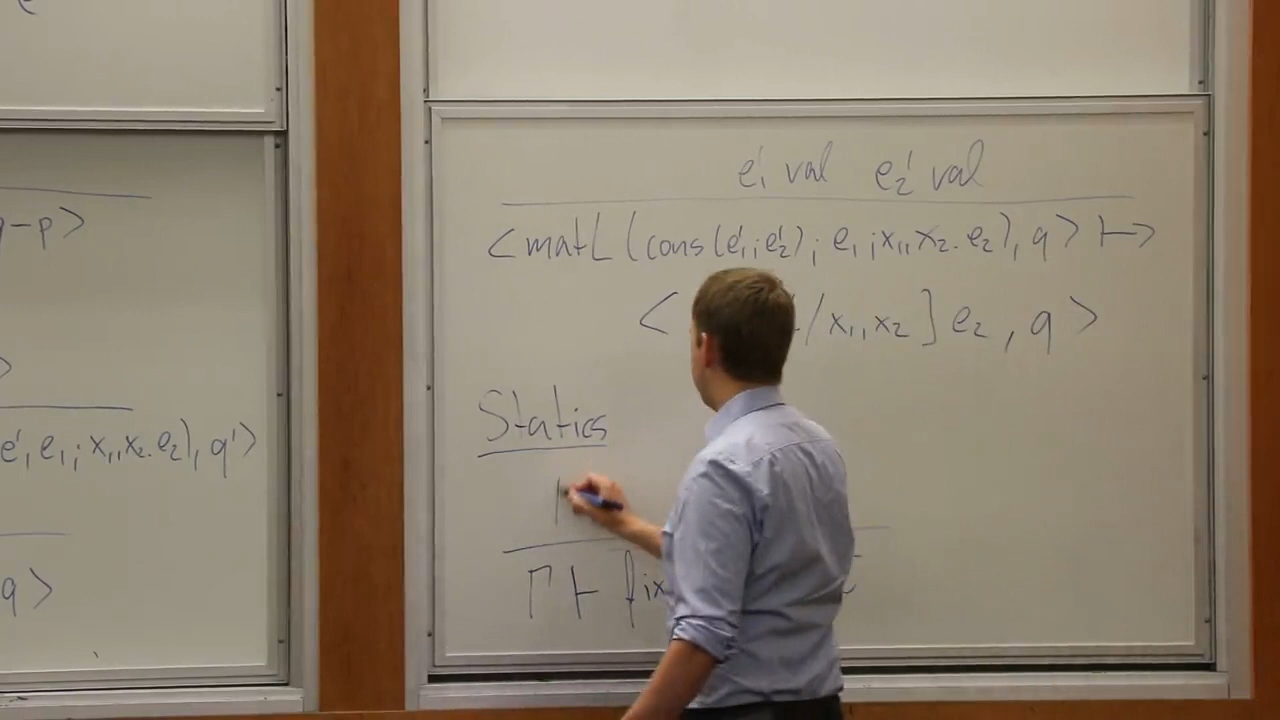 q-p>
e', e₁; x₁,x₂.e₂), q'>
q>
e₁' val e₂' val
<matL(cons(e₁';e₂'); e₁; x₁,x₂.e₂), q> ↦
< /x₁,x₂]e₂, q>
Statics
Γ ⊢ fix